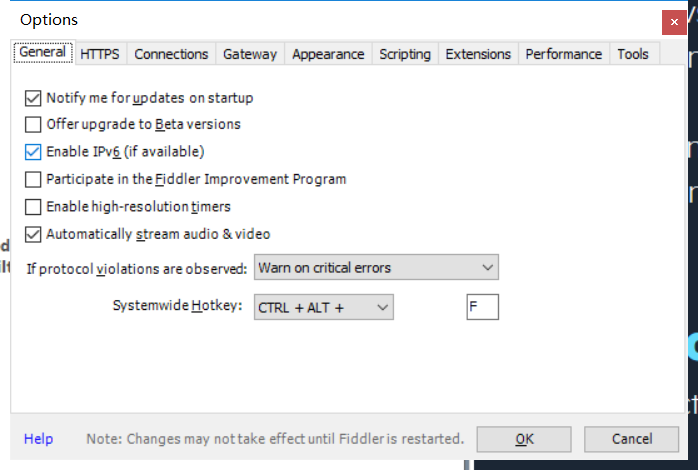 Options
General HTTPS Connections Gateway Appearance Scripting Extensions Performance Tools
Notify me for updates on startup
Offer upgrade to Beta versions
Enable IPv6 (if available)
Participate in the Fiddler Improvement Program
Enable high-resolution timers
Automatically stream audio & video
If protocol violations are observed: Warn on critical errors
Systemwide Hotkey: CTRL + ALT + F
Help Note: Changes may not take effect until Fiddler is restarted. OK Cancel